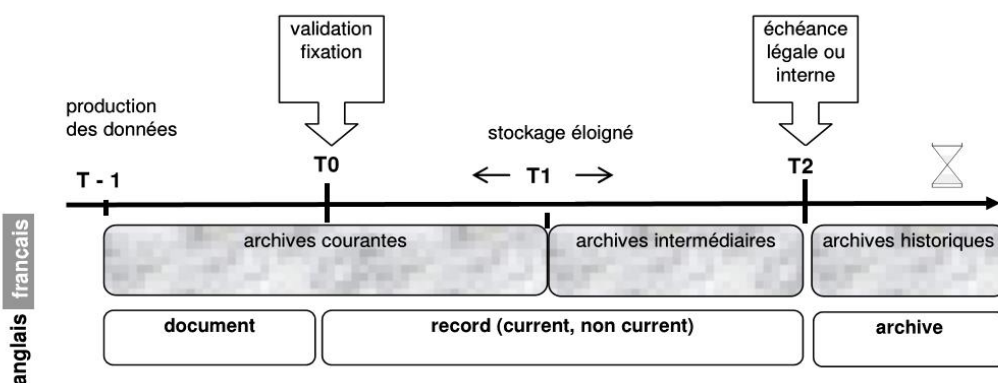 validation
fixation
échéance
légale ou
interne
production
des données
stockage éloigné
T - 1
T0
T1
T2
français
archives courantes
archives intermédiaires
archives historiques
anglais
document
record (current, non current)
archive